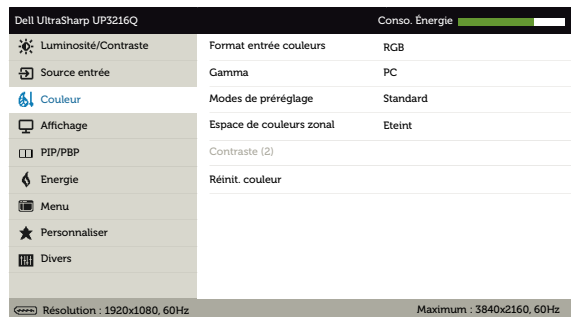 Dell UltraSharp UP3216Q
Conso. Énergie
Luminosité/Contraste
Source entrée
Couleur
Affichage
PIP/PBP
Energie
Menu
Personnaliser
Divers
Format entrée couleurs RGB
Gamma PC
Modes de préréglage Standard
Espace de couleurs zonal Eteint
Contraste (2)
Réinit. couleur
Résolution : 1920x1080, 60Hz
Maximum : 3840x2160, 60Hz